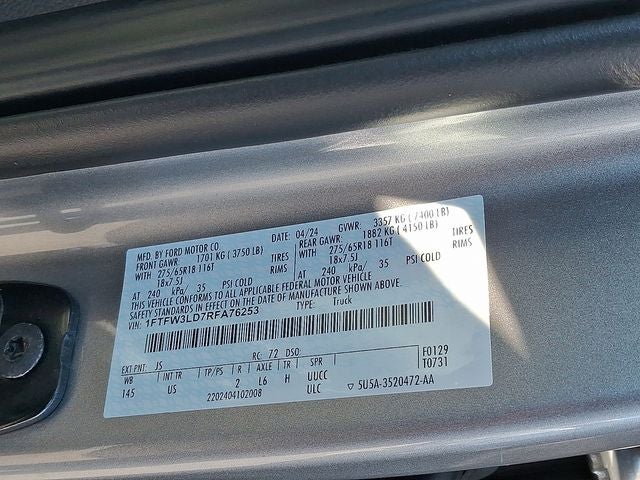 MFD. BY FORD MOTOR CO.
DATE: 04/24 GVWR: 3357 KG ( 7400 LB)
FRONT GAWR: 1701 KG (3750 LB) REAR GAWR: 1882 KG ( 4150 LB)
WITH 275/65R18 116T TIRES WITH 275/65R18 116T TIRES
18x7.5J RIMS 18x7.5J RIMS
AT 240 kPa/ 35 PSI COLD AT 240 kPa/ 35 PSI COLD
THIS VEHICLE CONFORMS TO ALL APPLICABLE FEDERAL MOTOR VEHICLE
SAFETY STANDARDS IN EFFECT ON THE DATE OF MANUFACTURE SHOWN ABOVE.
VIN: 1FTFW3LD7RFA76253 TYPE: Truck
F0129
T0731
EXT PNT: JS RC: 72 DSO:
WB INT TR TP/PS R AXLE TR SPR
145 US 2 L6 H UUCC
2202404102008 ULC ▽ 5U5A-3520472-AA